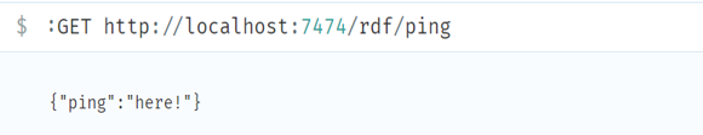 $ :GET http://localhost:7474/rdf/ping
{"ping":"here!"}